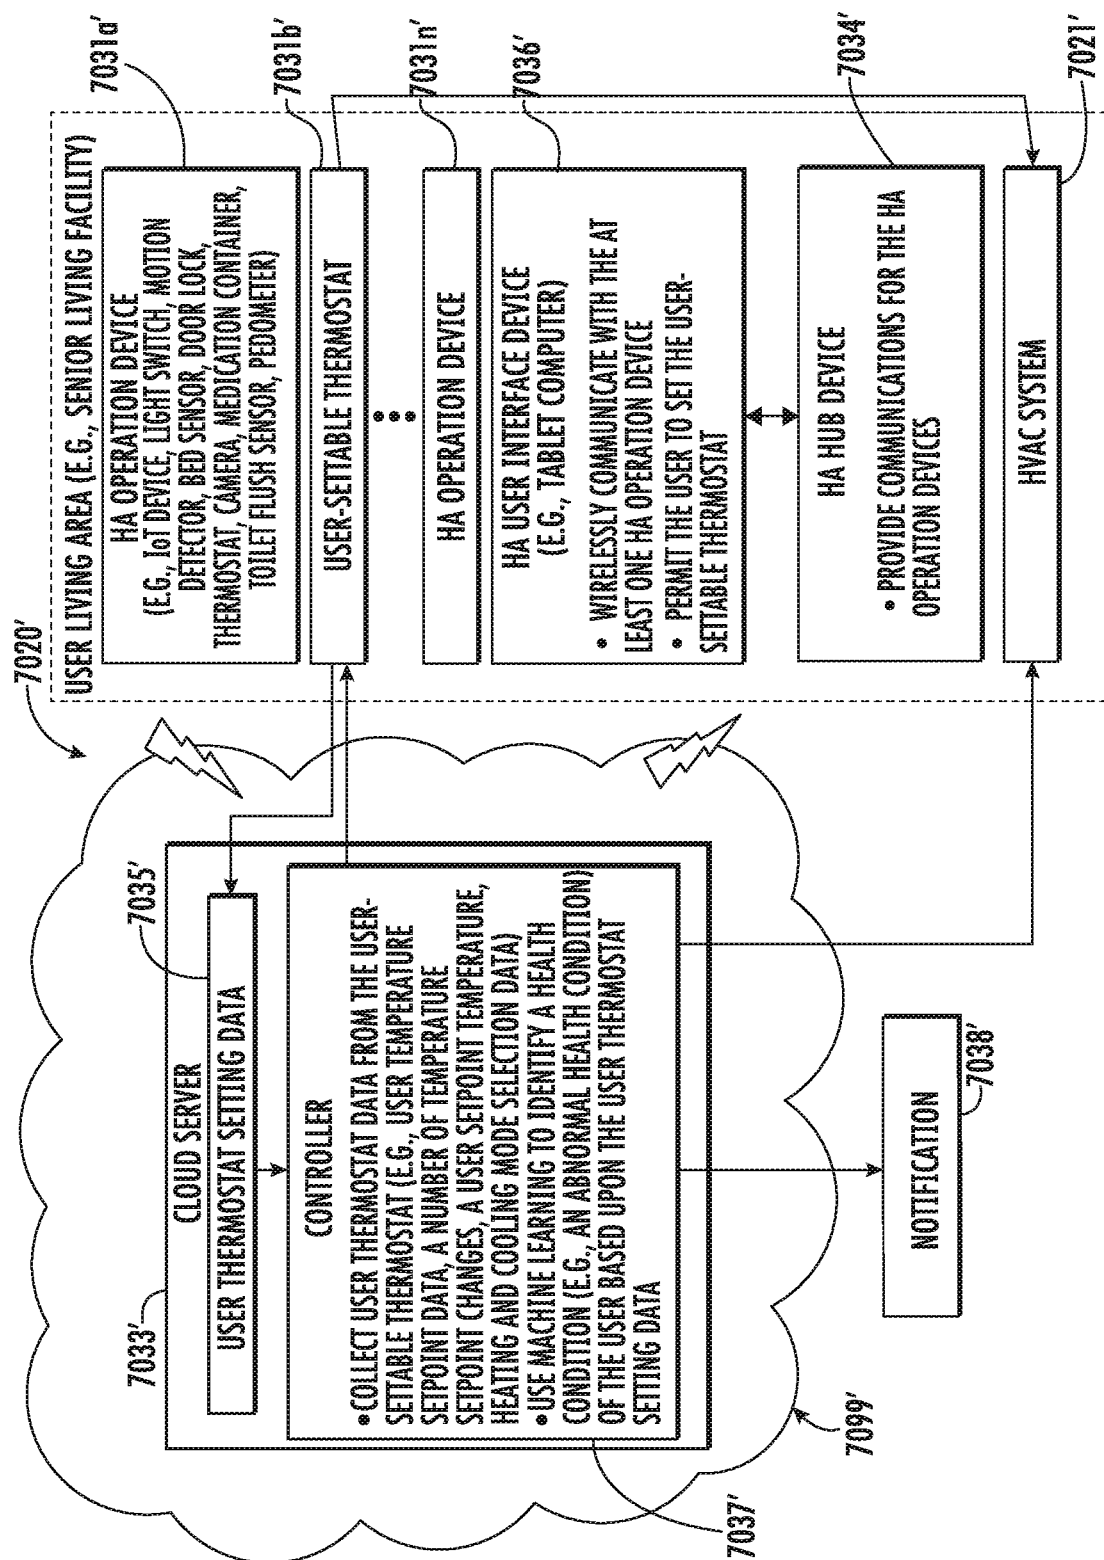 7020'
7033'
CLOUD SERVER
7035'
USER THERMOSTAT SETTING DATA
CONTROLLER
•COLLECT USER THERMOSTAT DATA FROM THE USER-
SETTABLE THERMOSTAT (E.G., USER TEMPERATURE
SETPOINT DATA, A NUMBER OF TEMPERATURE
SETPOINT CHANGES, A USER SETPOINT TEMPERATURE,
HEATING AND COOLING MODE SELECTION DATA)
•USE MACHINE LEARNING TO IDENTIFY A HEALTH
CONDITION (E.G., AN ABNORMAL HEALTH CONDITION)
OF THE USER BASED UPON THE USER THERMOSTAT
SETTING DATA
7037'
7099'
NOTIFICATION
7038'
USER LIVING AREA (E.G., SENIOR LIVING FACILITY)
HA OPERATION DEVICE
(E.G., IoT DEVICE, LIGHT SWITCH, MOTION
DETECTOR, BED SENSOR, DOOR LOCK,
THERMOSTAT, CAMERA, MEDICATION CONTAINER,
TOILET FLUSH SENSOR, PEDOMETER)
7031a'
USER-SETTABLE THERMOSTAT
7031b'
HA OPERATION DEVICE
7031n'
HA USER INTERFACE DEVICE
(E.G., TABLET COMPUTER)
• WIRELESSLY COMMUNICATE WITH THE AT
LEAST ONE HA OPERATION DEVICE
• PERMIT THE USER TO SET THE USER-
SETTABLE THERMOSTAT
7036'
HA HUB DEVICE
• PROVIDE COMMUNICATIONS FOR THE HA
OPERATION DEVICES
7034'
HVAC SYSTEM
7021'